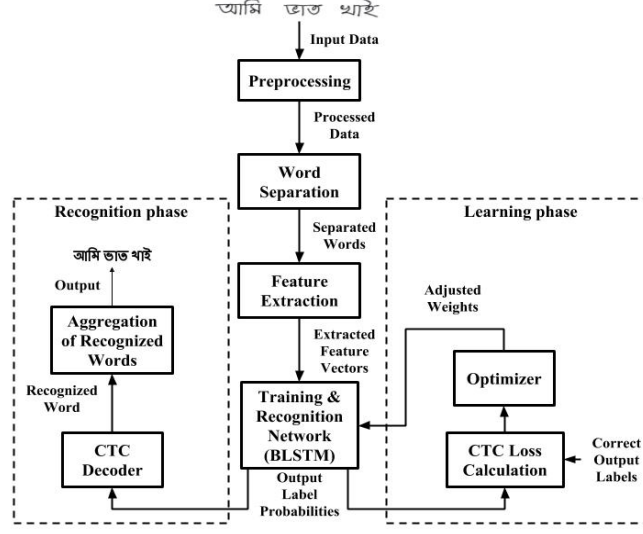 আমি ভাত খাই
Input Data
Preprocessing
Processed
Data
Word
Separation
Recognition phase
Learning phase
Separated
Words
আমি ভাত খাই
Output
Feature
Extraction
Adjusted
Weights
Aggregation
of Recognized
Words
Extracted
Feature
Vectors
Optimizer
Recognized
Word
Training &
Recognition
Network
(BLSTM)
CTC
Decoder
CTC Loss
Calculation
Correct
Output
Labels
Output
Label
Probabilities